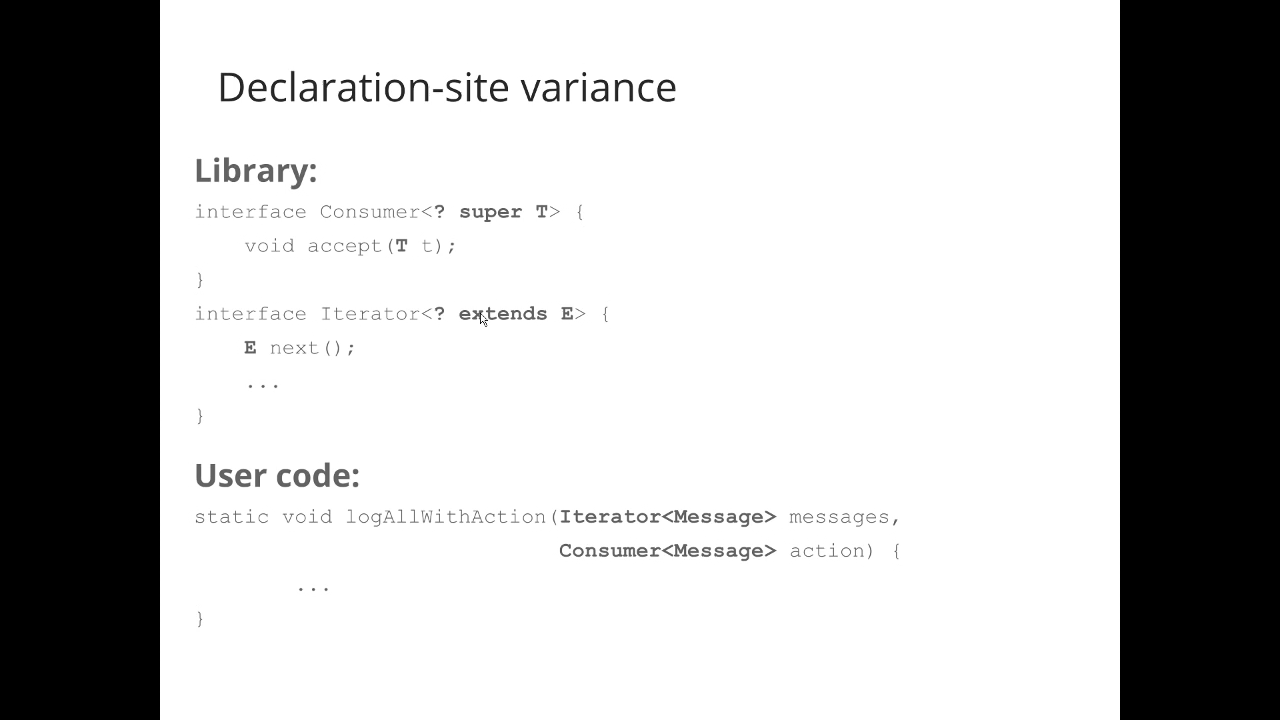 Declaration-site variance
Library:
interface Consumer<? super T> {
    void accept(T t);
}
interface Iterator<? extends E> {
    E next();
    ...
}
User code:
static void logAllWithAction(Iterator<Message> messages,
                             Consumer<Message> action) {
        ...
}